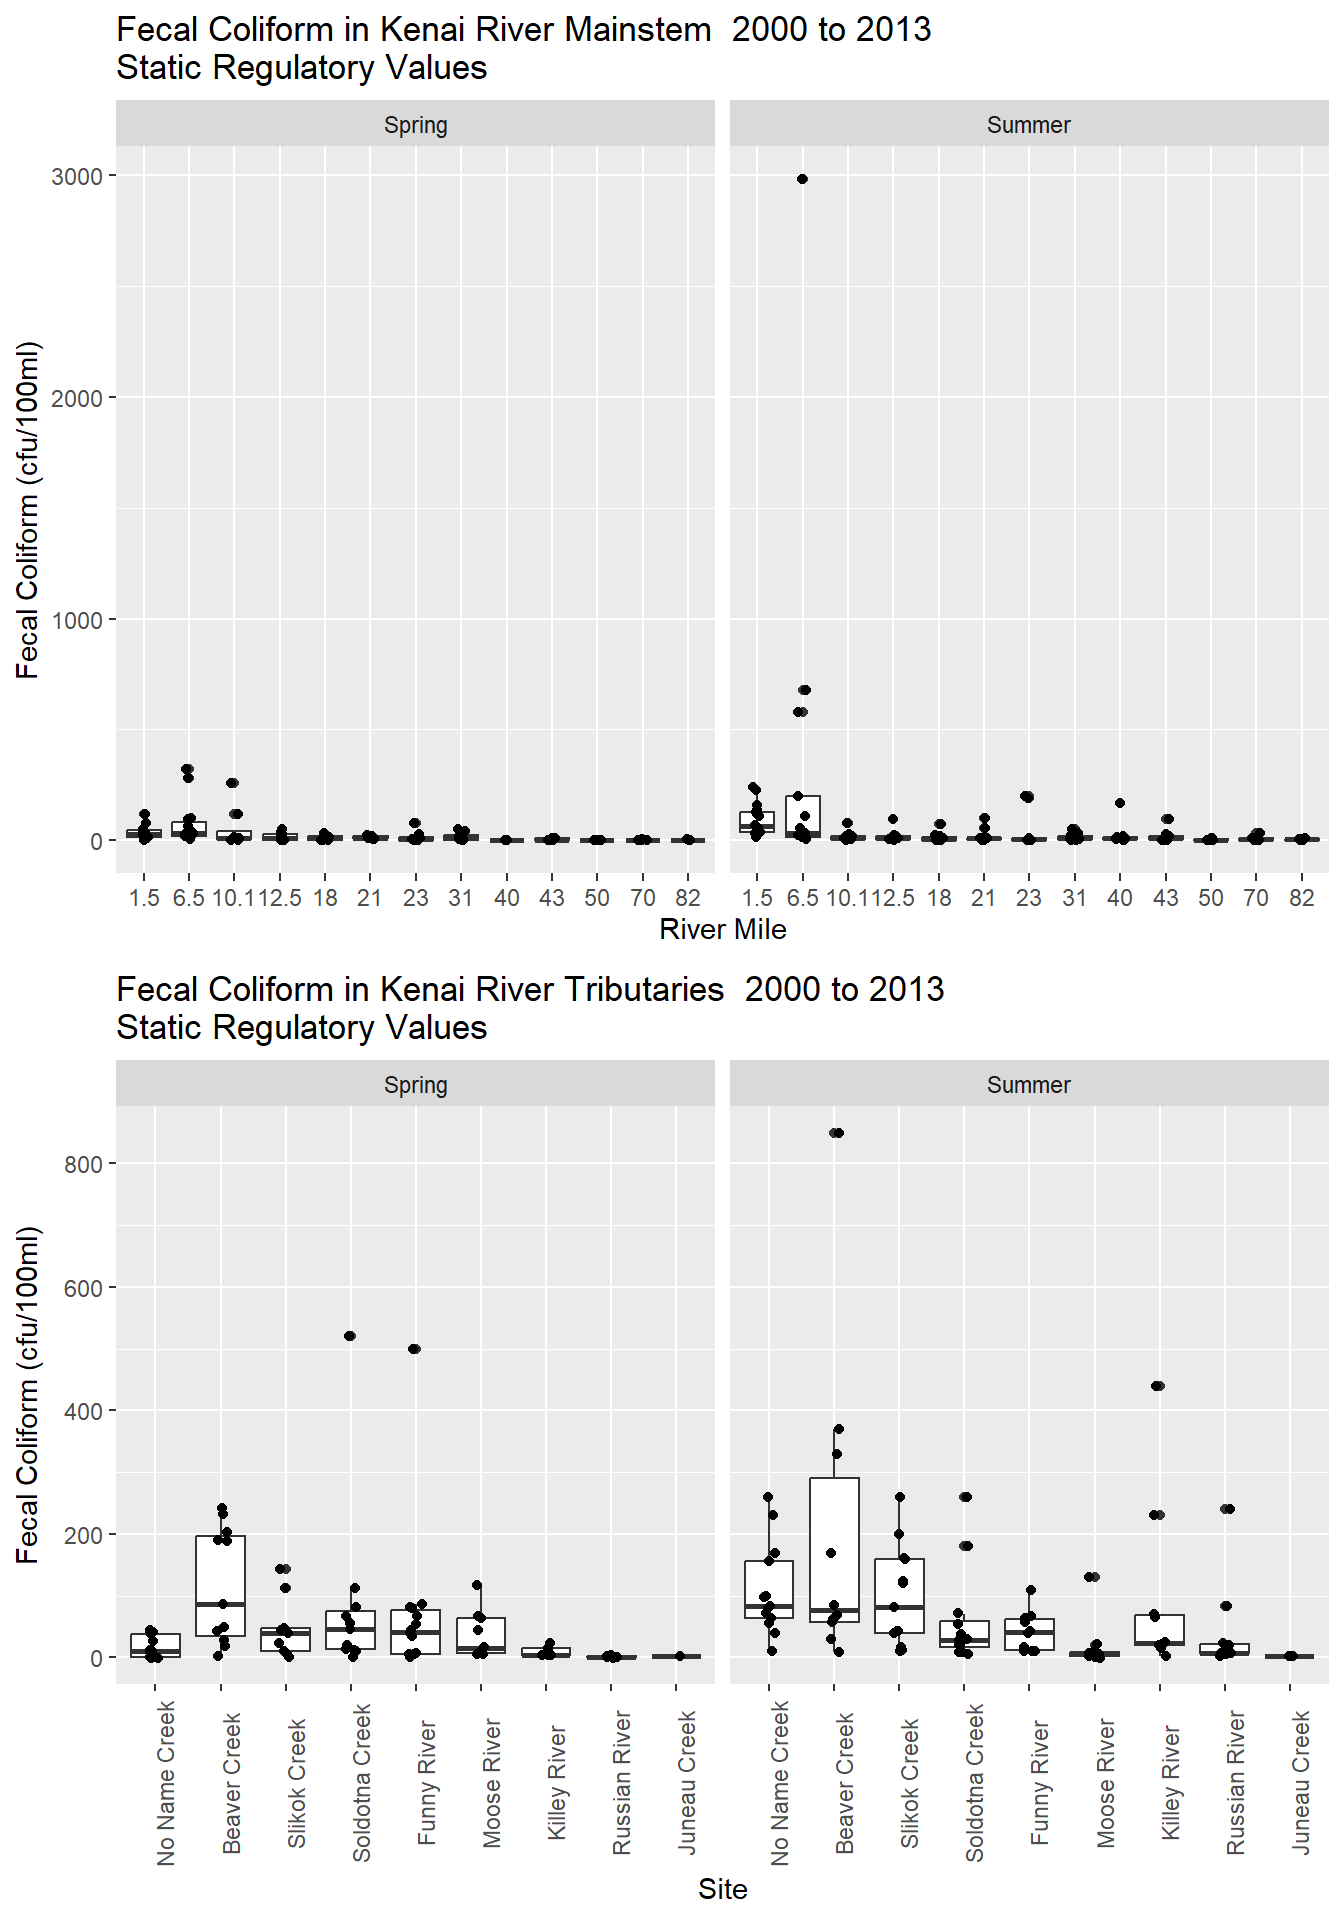 Fecal Coliform in Kenai River Mainstem  2000 to 2013
Static Regulatory Values
Spring
Summer
Fecal Coliform (cfu/100ml)
3000
2000
1000
0
1.5 6.5 10.1 12.5 18 21 23 31 40 43 50 70 82
1.5 6.5 10.1 12.5 18 21 23 31 40 43 50 70 82
River Mile
Fecal Coliform in Kenai River Tributaries  2000 to 2013
Static Regulatory Values
Spring
Summer
Fecal Coliform (cfu/100ml)
800
600
400
200
0
No Name Creek
Beaver Creek
Slikok Creek
Soldotna Creek
Funny River
Moose River
Killey River
Russian River
Juneau Creek
No Name Creek
Beaver Creek
Slikok Creek
Soldotna Creek
Funny River
Moose River
Killey River
Russian River
Juneau Creek
Site